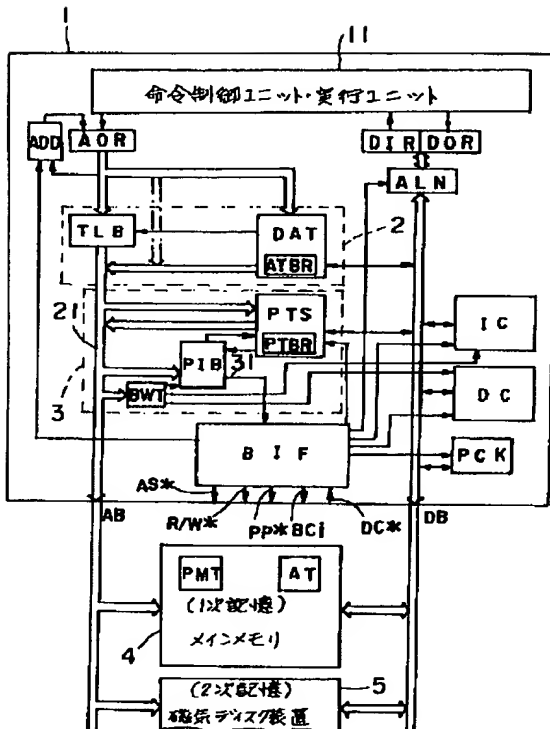 1
11
命令制御ユニット・実行ユニット
ADD
AOR
DIR DOR
ALN
TLB
DAT
ATBR
2
21
PTS
PTBR
IC
PIB
31
3
BWT
DC
BIF
PCK
AS*
R/W*
PP*
BCi
DC*
AB
DB
PMT
AT
(1次記憶)
メインメモリ
4
(2次記憶)
磁気ディスク装置
5